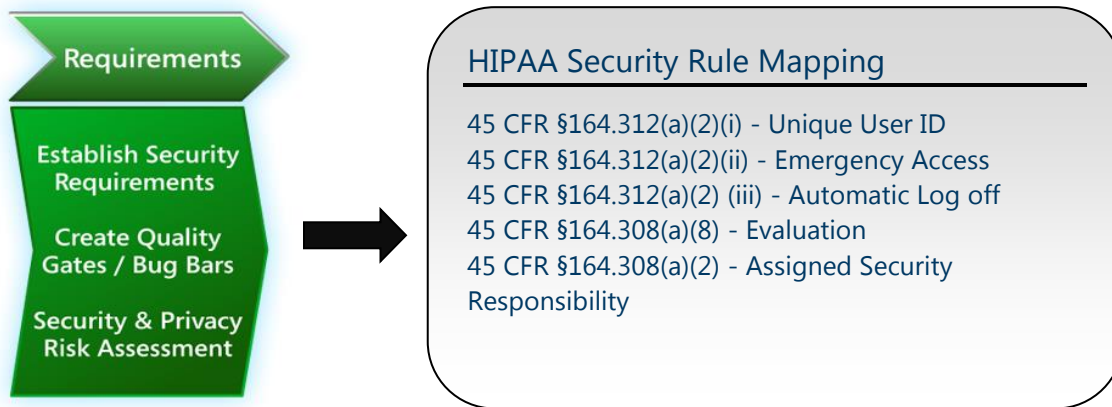 Requirements
Establish Security
Requirements
Create Quality
Gates / Bug Bars
Security & Privacy
Risk Assessment
HIPAA Security Rule Mapping
45 CFR §164.312(a)(2)(i) - Unique User ID
45 CFR §164.312(a)(2)(ii) - Emergency Access
45 CFR §164.312(a)(2) (iii) - Automatic Log off
45 CFR §164.308(a)(8) - Evaluation
45 CFR §164.308(a)(2) - Assigned Security
Responsibility